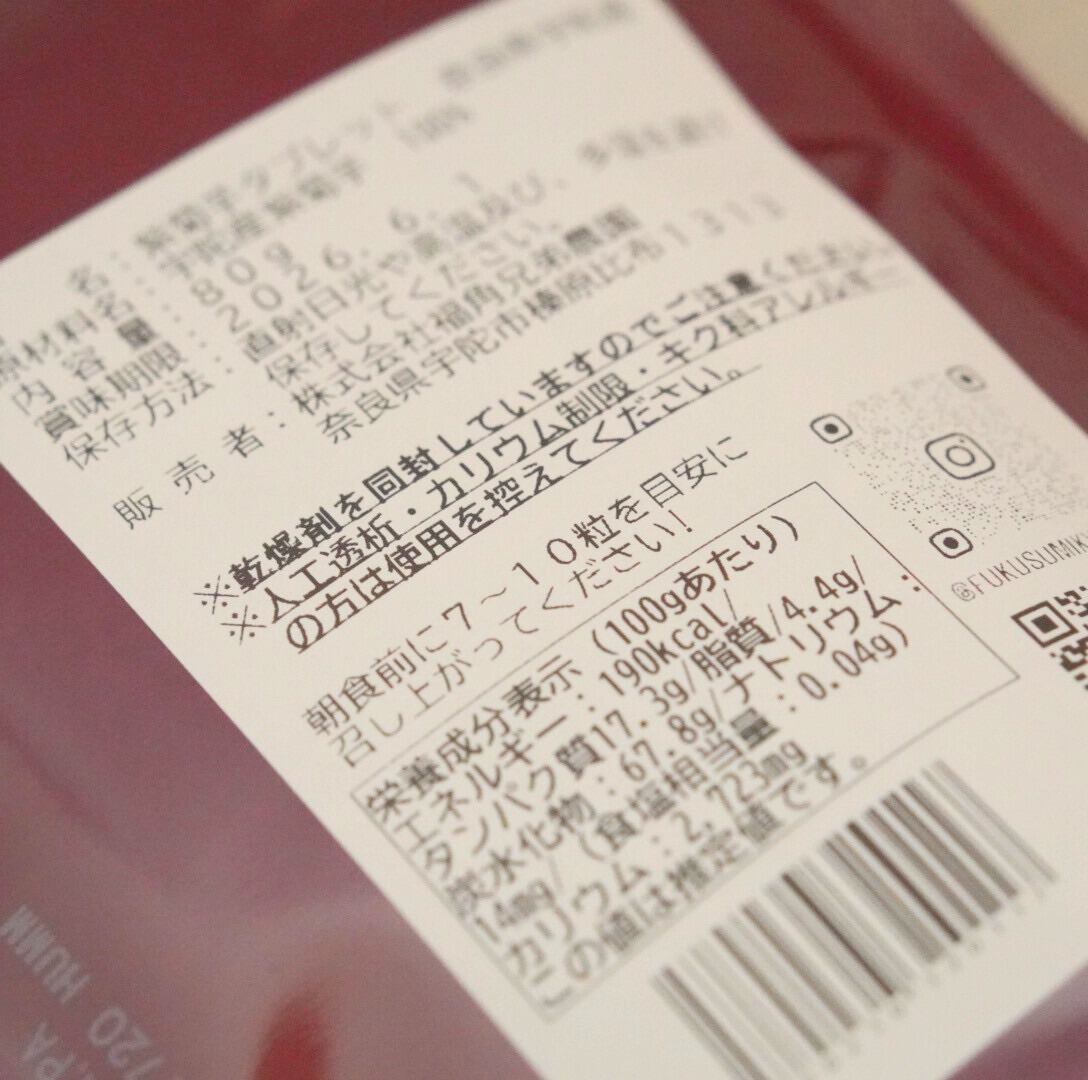 名：紫菊芋タブレット
原材料名：宇陀産紫菊芋 100%
内容量：80g
賞味期限：2026.6.1
保存方法：直射日光や高温及び、多湿を避け
保存してください。
販売者：株式会社福角兄弟農園
奈良県宇陀市榛原比布1313
※乾燥剤を同封していますのでご注意ください。
※人工透析・カリウム制限・キク科アレルギー
の方は使用を控えてください。
朝食前に7～10粒を目安に
召し上がってください!
栄養成分表示(100gあたり)
エネルギー：190kcal/
タンパク質17.3g/脂質/4.4g/
炭水化物：67.8g/ナトリウム：
14mg/(食塩相当量：0.04g)
カリウム：2,723mg
この値は推定値です。
@FUKUSUMIK
PA
/20 HUMN